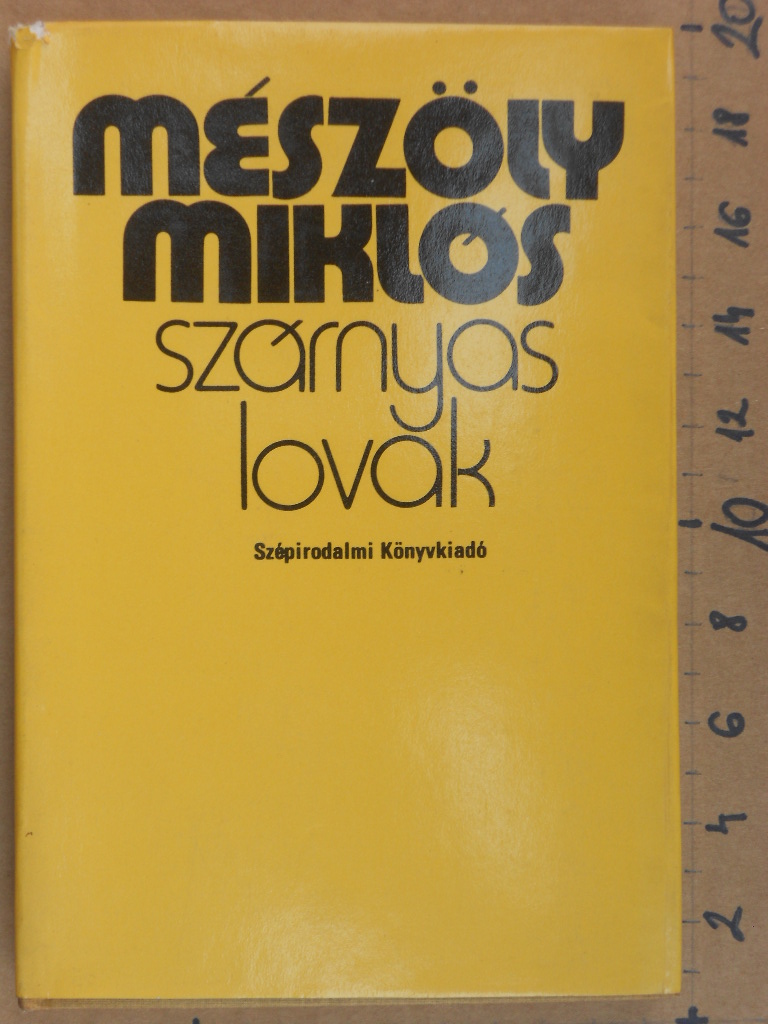 MÉSZÖLY
MIKLÓS
szárnyas
lovak
Szépirodalmi Könyvkiadó
20
18
16
14
12
10
8
6
4
2